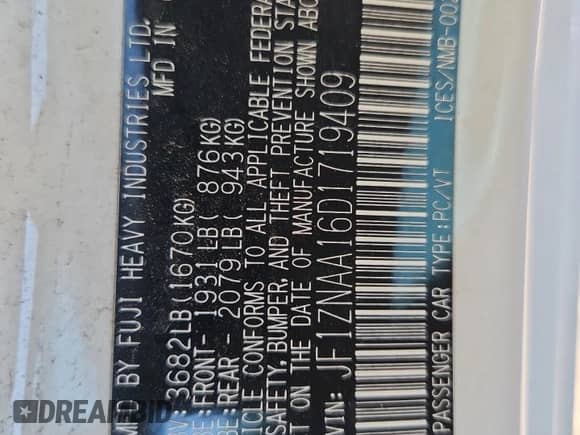 MFD BY FUJI HEAVY INDUSTRIES LTD.
MFD IN
3682LB(1670KG)
FRONT- 1931LB( 876KG)
REAR - 2079LB( 943KG)
CONFORMS TO ALL APPLICABLE FEDERA
SAFETY, BUMPER, AND THEFT PREVENTION STA
ON THE DATE OF MANUFACTURE SHOWN ABO
VIN: JF1ZNAA16D1719409
PASSENGER CAR TYPE:PC/VT ICES/NMB-002
DREAMBID